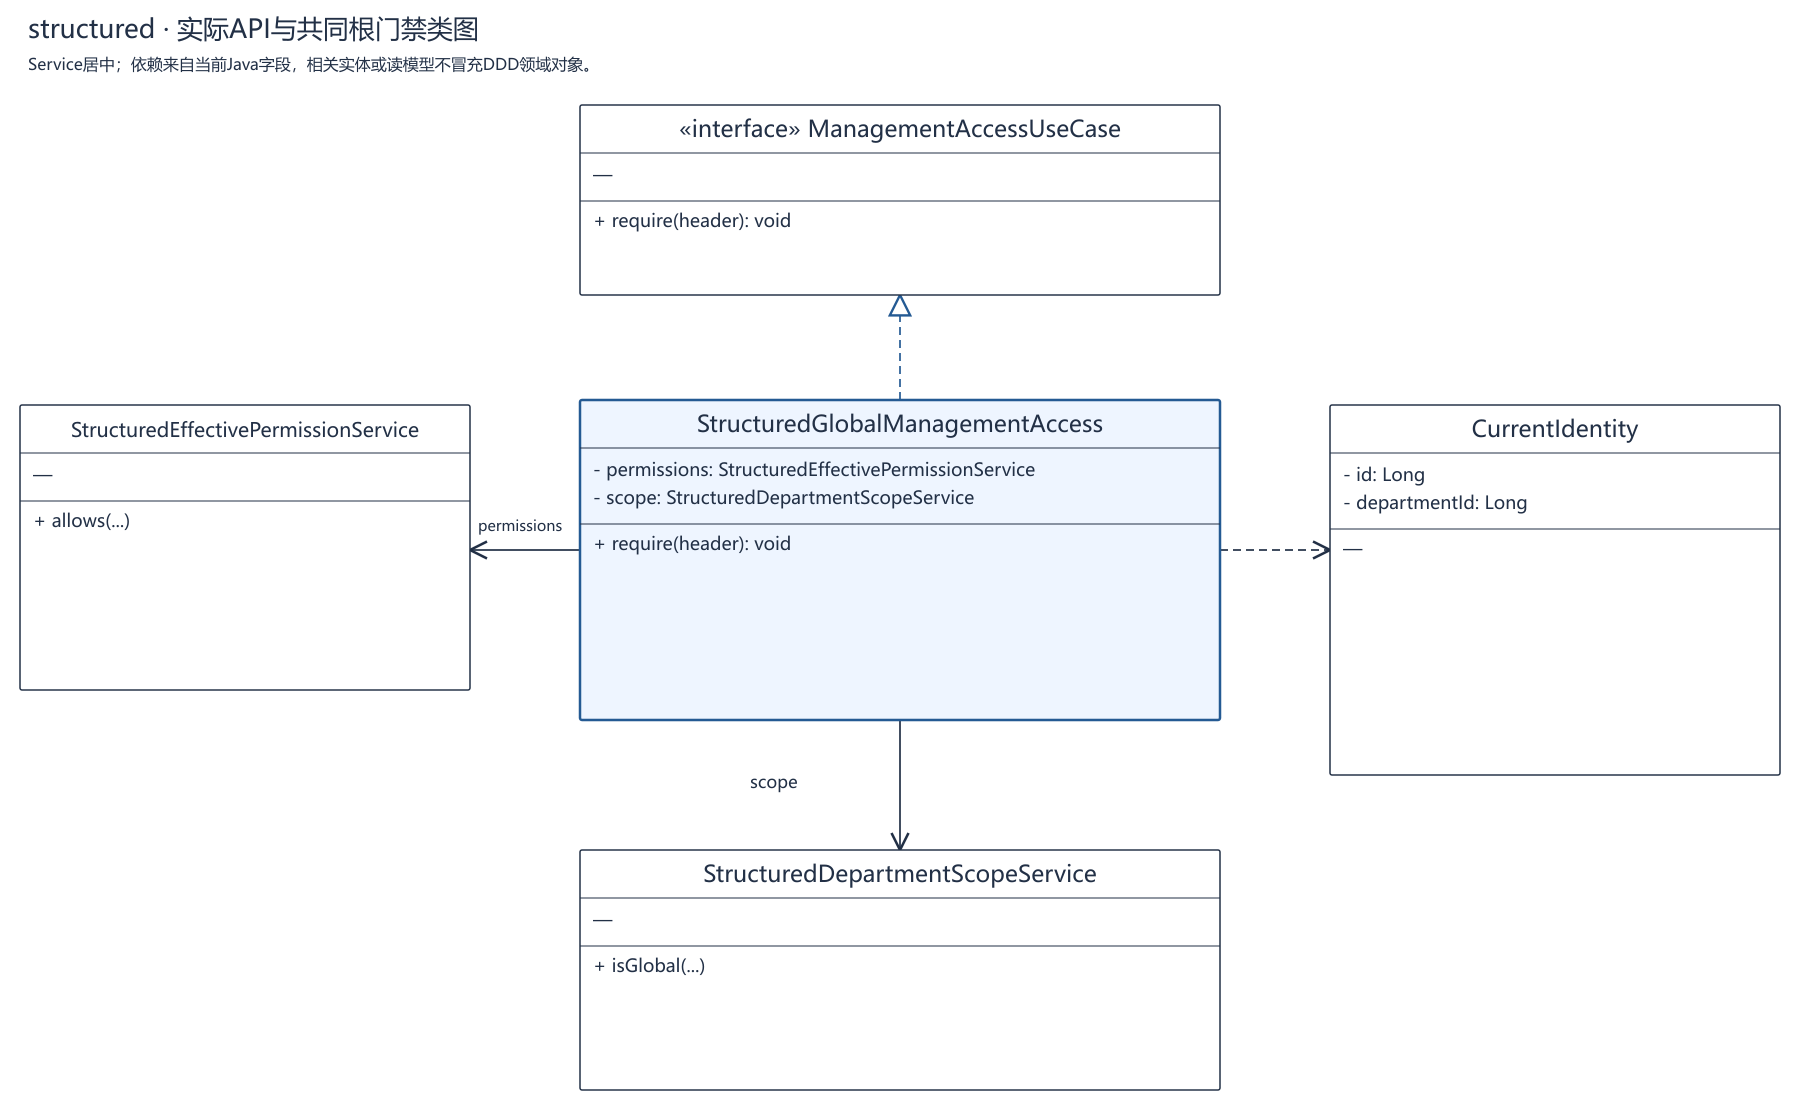 structured · 实际API与共同根门禁类图
Service居中；依赖来自当前Java字段，相关实体或读模型不冒充DDD领域对象。
«interface» ManagementAccessUseCase
—
+ require(header): void
StructuredEffectivePermissionService
—
+ allows(...)
permissions
StructuredGlobalManagementAccess
- permissions: StructuredEffectivePermissionService
- scope: StructuredDepartmentScopeService
+ require(header): void
CurrentIdentity
- id: Long
- departmentId: Long
—
scope
StructuredDepartmentScopeService
—
+ isGlobal(...)